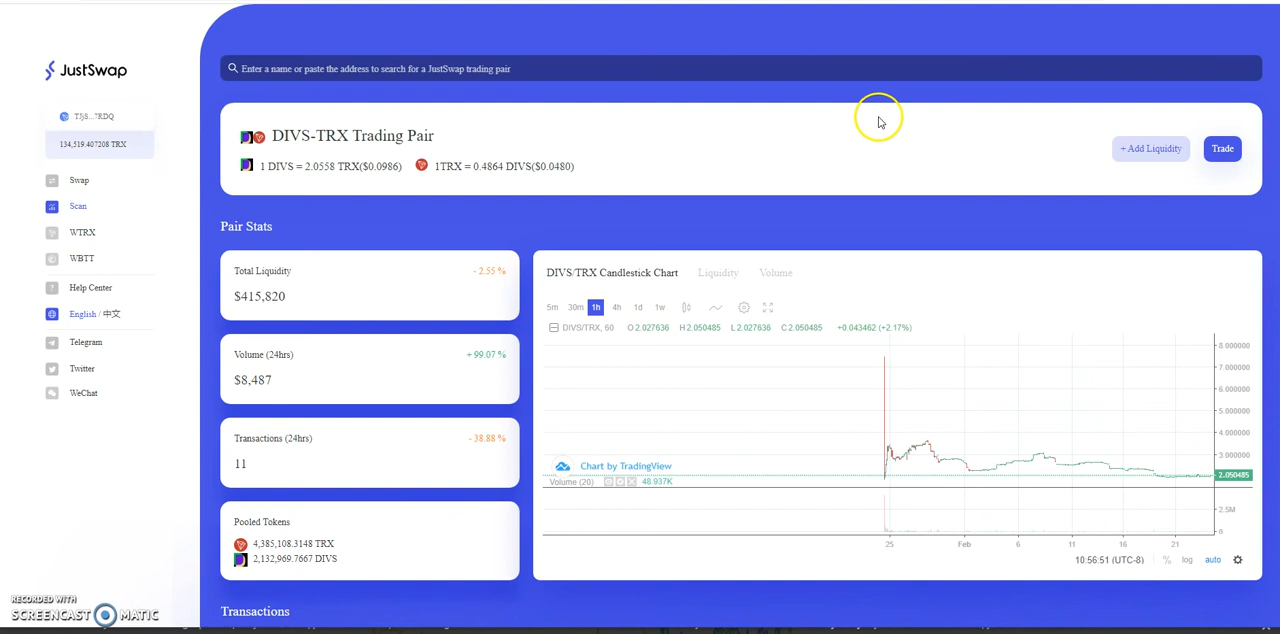 JustSwap
TJjS...7RDQ
134,519.407208 TRX
Swap
Scan
WTRX
WBTT
Help Center
English / 中文
Telegram
Twitter
WeChat
RECORDED WITH
SCREENCAST MATIC
Enter a name or paste the address to search for a JustSwap trading pair
DIVS-TRX Trading Pair
1 DIVS = 2.0558 TRX($0.0986) 1TRX = 0.4864 DIVS($0.0480)
+ Add Liquidity
Trade
Pair Stats
Total Liquidity - 2.55 %
$415,820
Volume (24hrs) + 99.07 %
$8,487
Transactions (24hrs) - 38.88 %
11
Pooled Tokens
4,385,108.3148 TRX
2,132,969.7667 DIVS
DIVS/TRX Candlestick Chart Liquidity Volume
5m 30m 1h 4h 1d 1w
DIVS/TRX, 60 O 2.027636 H 2.050485 L 2.027636 C 2.050485 +0.043462 (+2.17%)
8.000000
7.000000
6.000000
5.000000
4.000000
3.000000
2.050485
Chart by TradingView
Volume (20) 48.937K
2.5M
0
25 Feb 6 11 16 21
10:56:51 (UTC-8) % log auto
Transactions